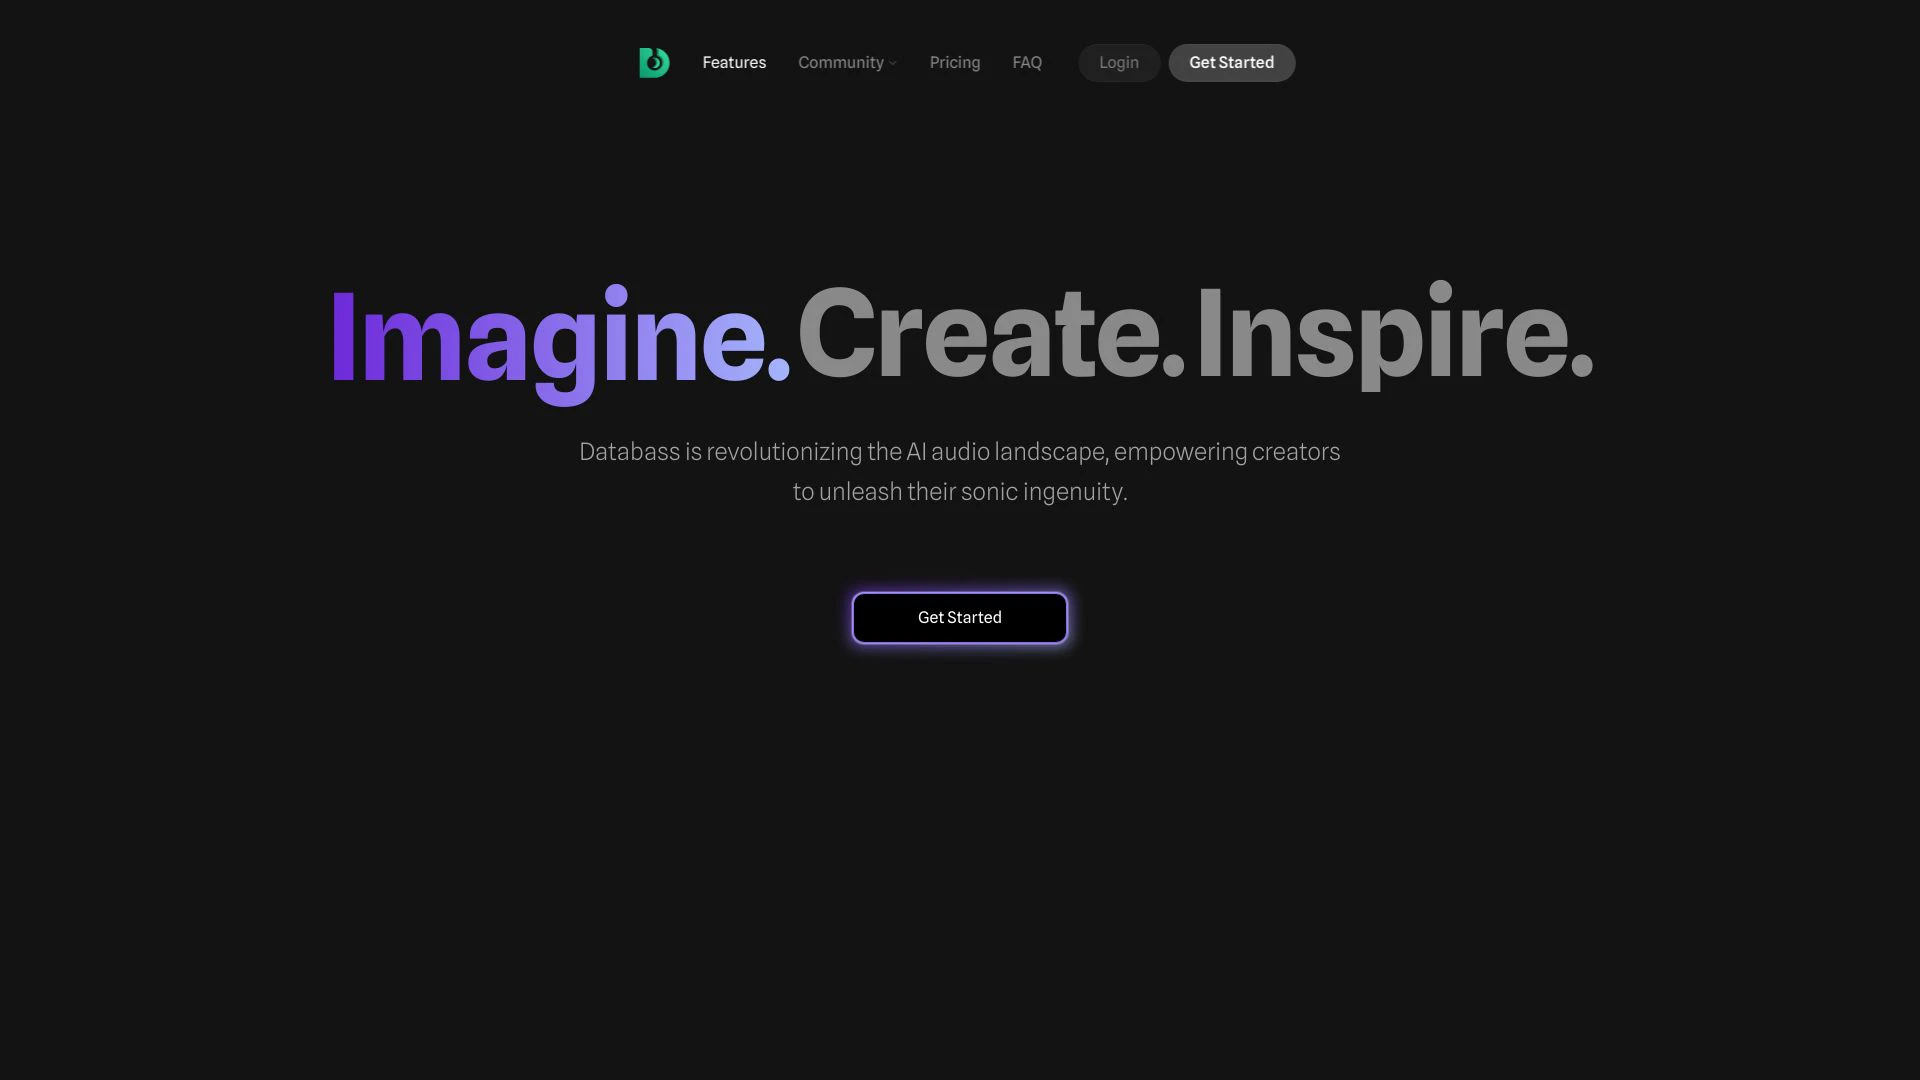 Features Community Pricing FAQ Login Get Started
Imagine. Create. Inspire.
Databass is revolutionizing the AI audio landscape, empowering creators
to unleash their sonic ingenuity.
Get Started